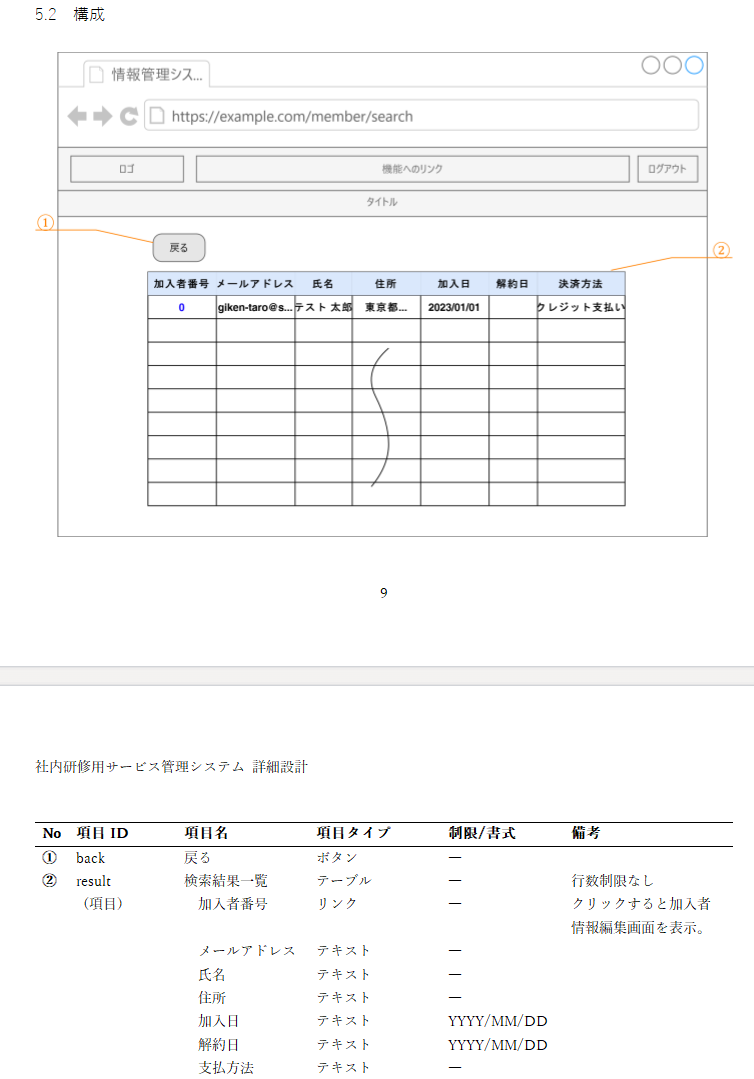 5.2 構成
情報管理シス...
https://example.com/member/search
ロゴ 機能へのリンク ログアウト
タイトル
①
戻る
②
加入者番号 メールアドレス 氏名 住所 加入日 解約日 決済方法
0 giken-taro@s... テスト 太郎 東京都... 2023/01/01 クレジット支払い
9
社内研修用サービス管理システム 詳細設計
No 項目 ID 項目名 項目タイプ 制限/書式 備考
① back 戻る ボタン ―
② result 検索結果一覧 テーブル ― 行数制限なし
（項目） 加入者番号 リンク ― クリックすると加入者
情報編集画面を表示。
メールアドレス テキスト ―
氏名 テキスト ―
住所 テキスト ―
加入日 テキスト YYYY/MM/DD
解約日 テキスト YYYY/MM/DD
支払方法 テキスト ―